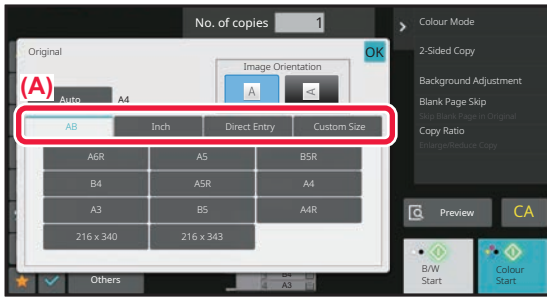 No. of copies 1
Colour Mode
Original
OK
2-Sided Copy
Image Orientation
Background Adjustment
(A)
A
A
Blank Page Skip
Auto
A4
Skip Blank Page in Original
AB
Inch
Direct Entry
Custom Size
Copy Ratio
Enlarge/Reduce Copy
A6R
A5
B5R
B4
A5R
A4
A3
B5
A4R
Preview
CA
216 x 340
216 x 343
B/W
Start
Colour
Start
Others
B4
4 A3